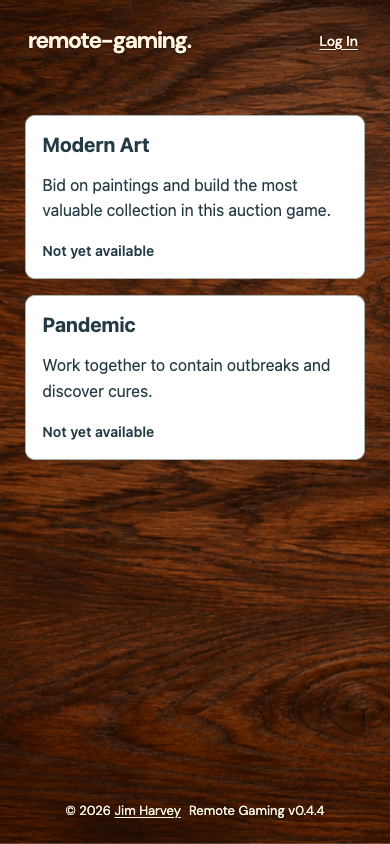 remote-gaming.
Log In
Modern Art
Bid on paintings and build the most
valuable collection in this auction game.
Not yet available
Pandemic
Work together to contain outbreaks and
discover cures.
Not yet available
© 2026 Jim Harvey Remote Gaming v0.4.4